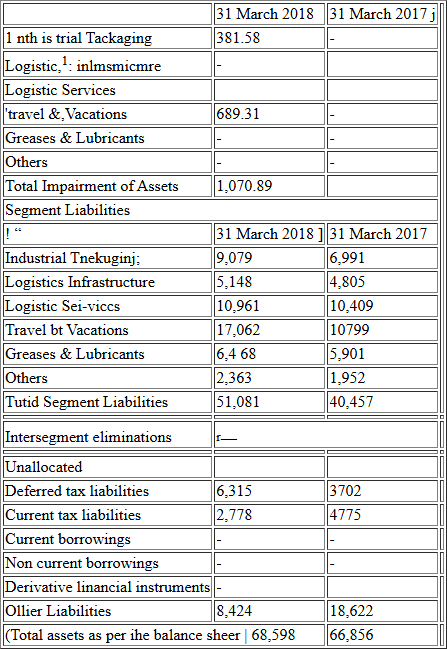 31 March 2018 31 March 2017 j
1 nth is trial Tackaging 381.58 -
Logistic,1: inlmsmicmre -
Logistic Services
'travel &,Vacations 689.31 -
Greases & Lubricants - -
Others - -
Total Impairment of Assets 1,070.89
Segment Liabilities
! “ 31 March 2018 ] 31 March 2017
Industrial Tnekuginj; 9,079 6,991
Logistics Infrastructure 5,148 4,805
Logistic Sei-viccs 10,961 10,409
Travel bt Vacations 17,062 10799
Greases & Lubricants 6,4 68 5,901
Others 2,363 1,952
Tutid Segment Liabilities 51,081 40,457
Intersegment eliminations r—
Unallocated
Deferred tax liabilities 6,315 3702
Current tax liabilities 2,778 4775
Current borrowings - -
Non current borrowings - -
Derivative linancial instruments -
Ollier Liabilities 8,424 18,622
(Total assets as per ihe balance sheer | 68,598 66,856